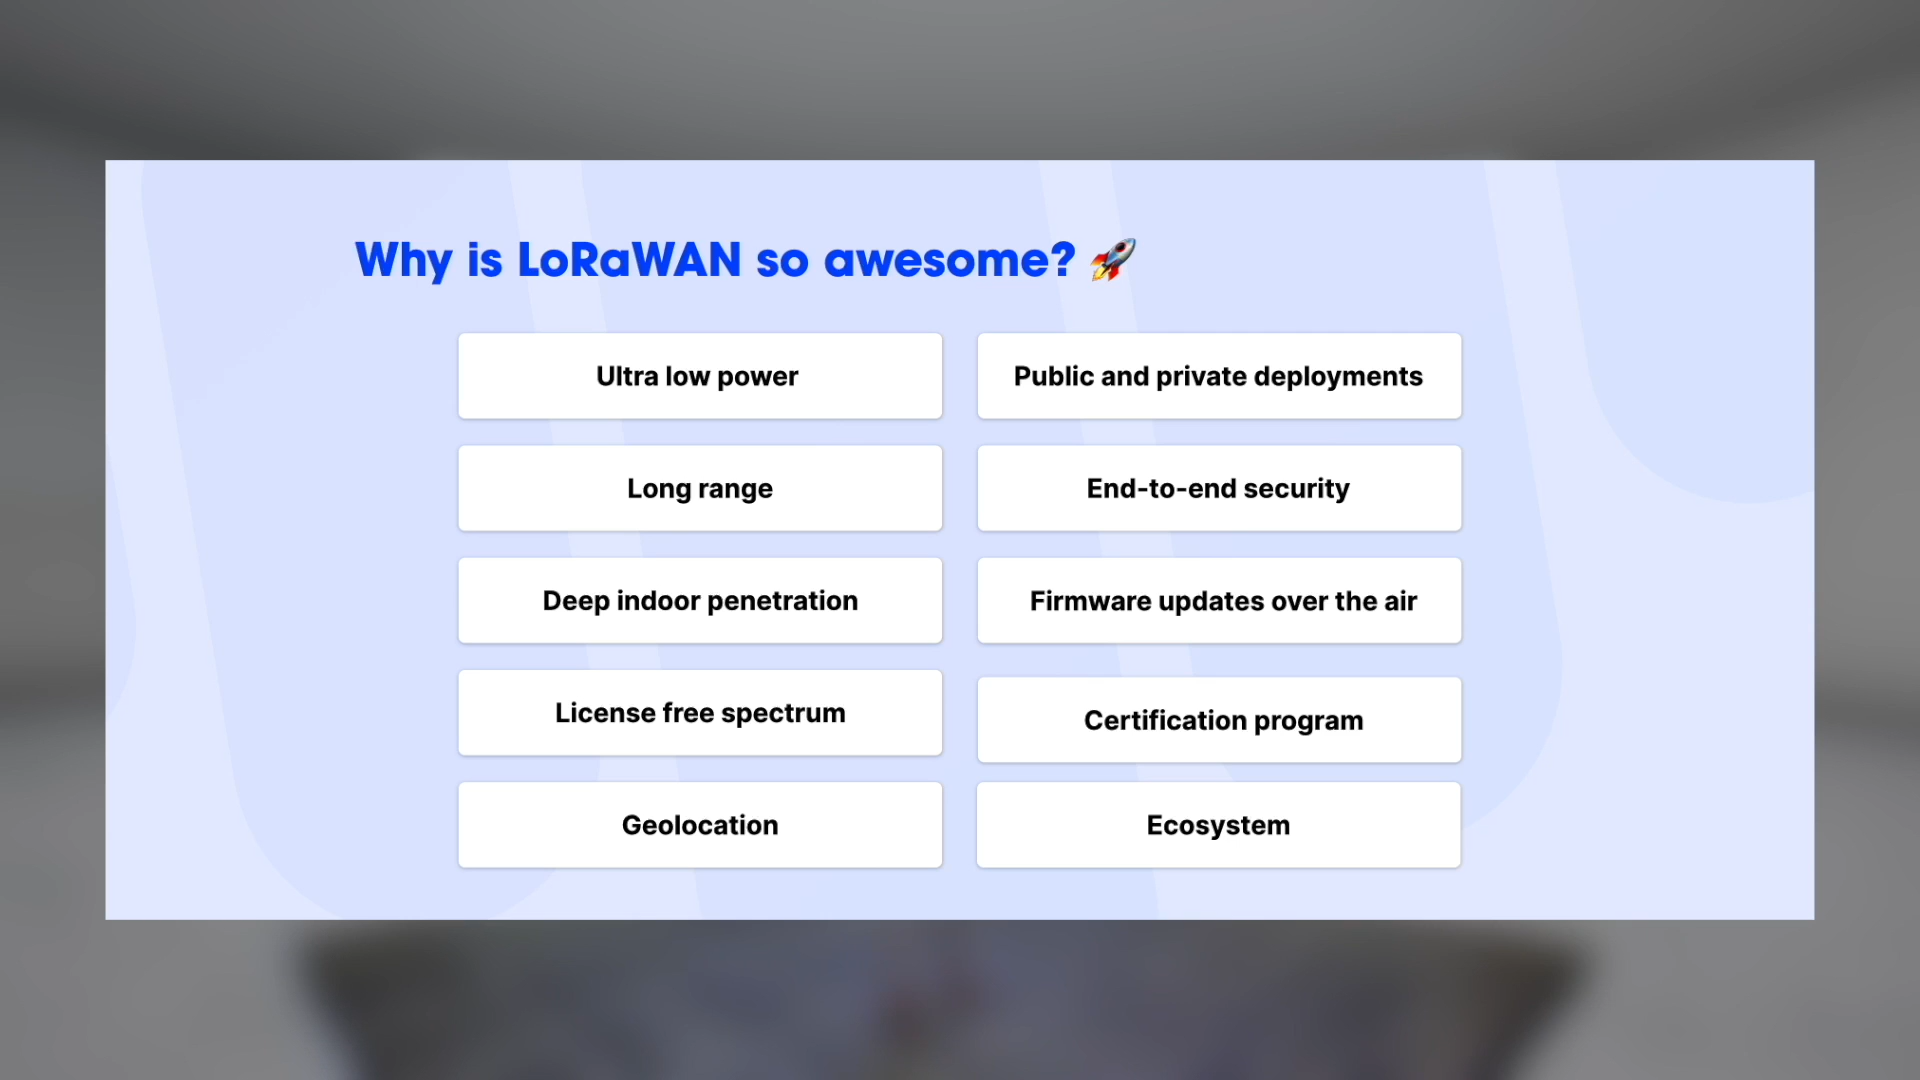 Why is LoRaWAN so awesome? 🚀
Ultra low power
Public and private deployments
Long range
End-to-end security
Deep indoor penetration
Firmware updates over the air
License free spectrum
Certification program
Geolocation
Ecosystem